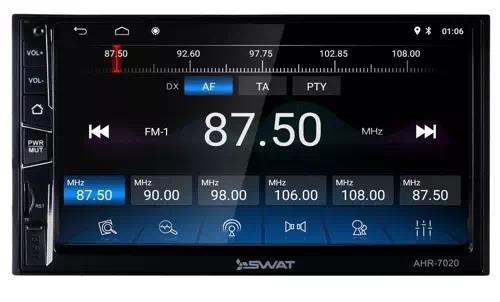 VOL+
VOL-
PWR
MUT
RST
01:06
87.50 92.60 97.75 102.85 108.00
DX AF TA PTY
FM-1 87.50 MHz
MHz MHz MHz MHz MHz MHz
87.50 90.00 98.00 106.00 108.00 87.50
SWAT AHR-7020